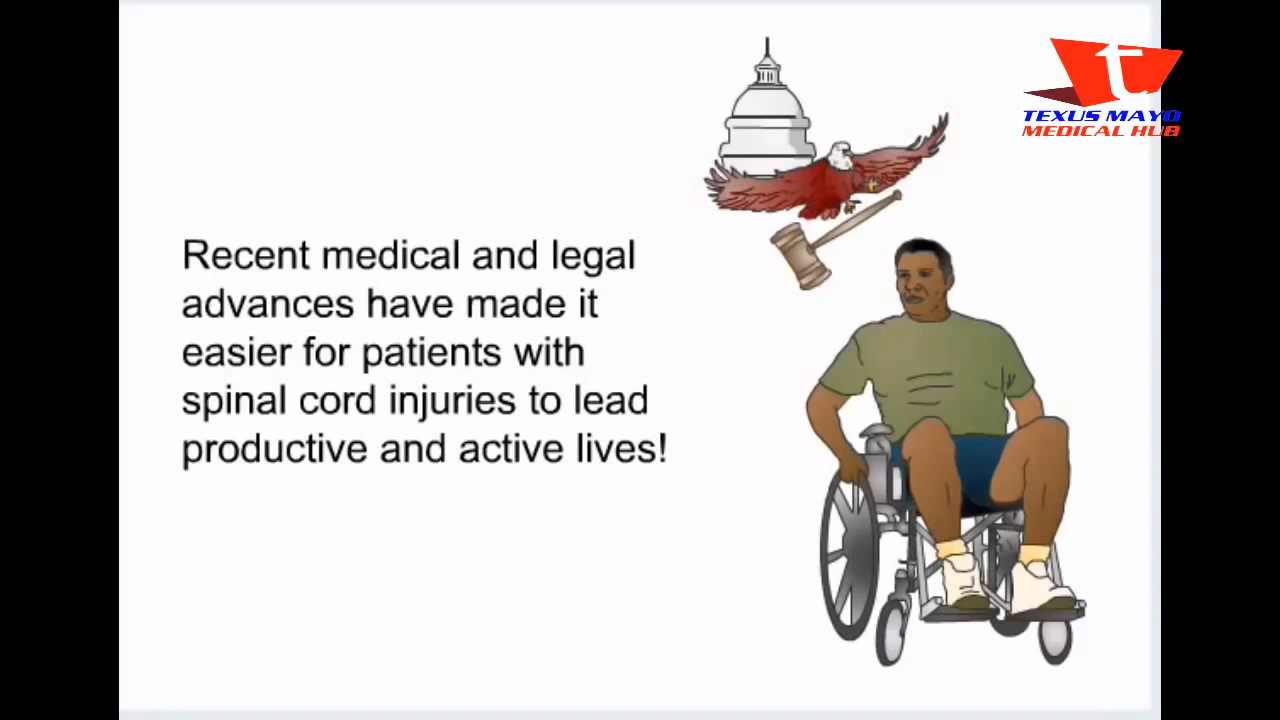 TEXUS MAYO
MEDICAL HUB
Recent medical and legal
advances have made it
easier for patients with
spinal cord injuries to lead
productive and active lives!